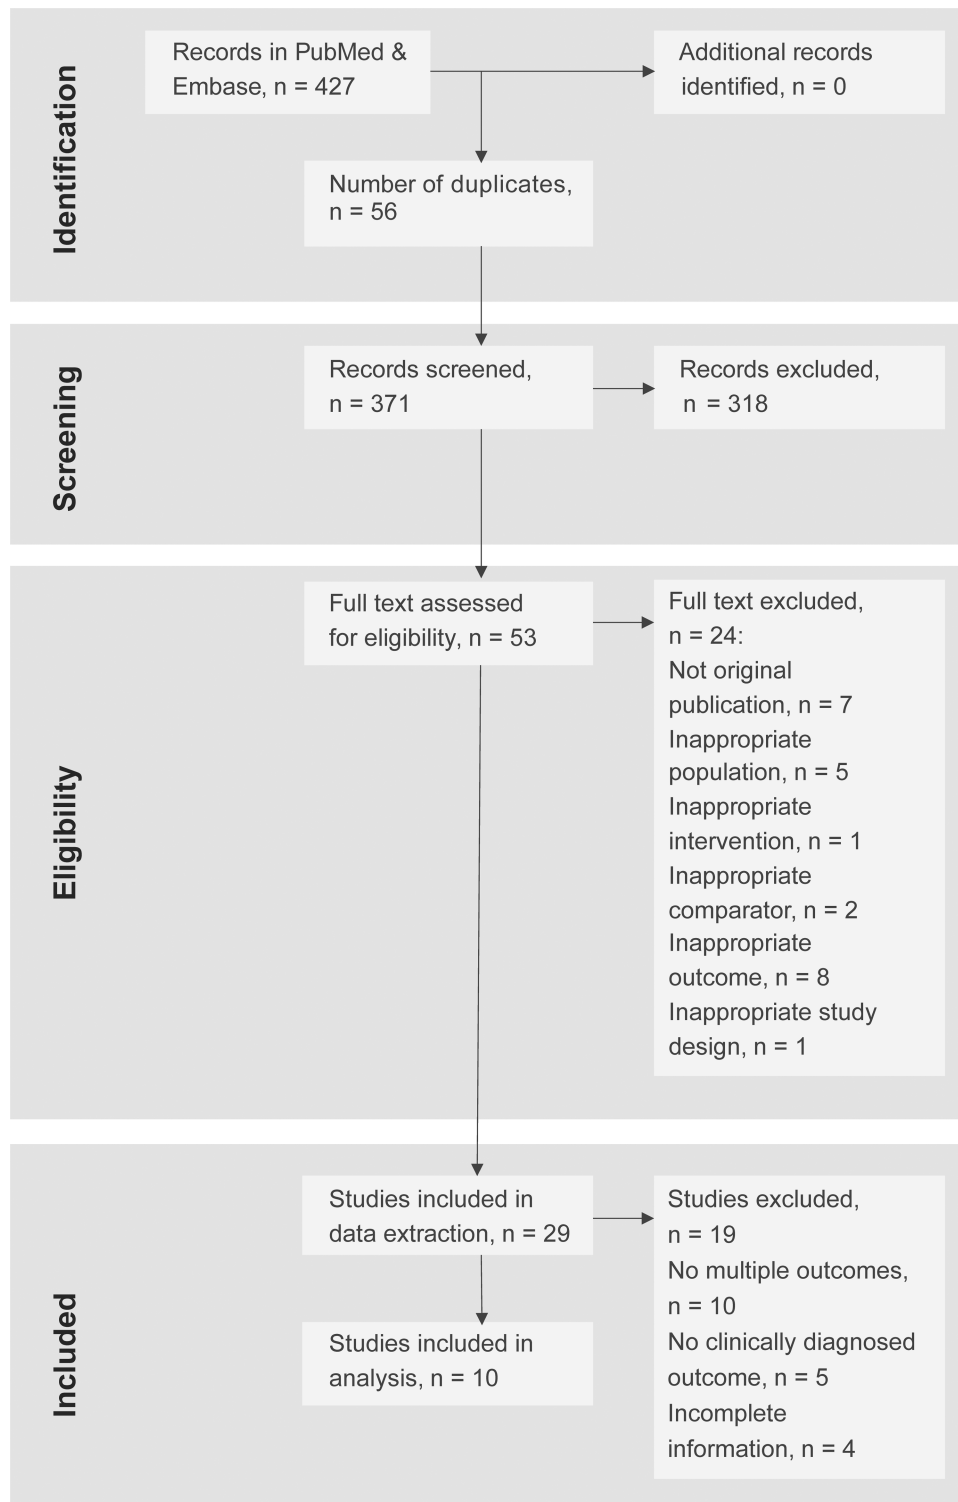 Identification
Records in PubMed &
Embase, n = 427
Additional records
identified, n = 0
Number of duplicates,
n = 56
Screening
Records screened,
n = 371
Records excluded,
n = 318
Eligibility
Full text assessed
for eligibility, n = 53
Full text excluded,
n = 24:
Not original
publication, n = 7
Inappropriate
population, n = 5
Inappropriate
intervention, n = 1
Inappropriate
comparator, n = 2
Inappropriate
outcome, n = 8
Inappropriate study
design, n = 1
Included
Studies included in
data extraction, n = 29
Studies excluded,
n = 19
No multiple outcomes,
n = 10
No clinically diagnosed
outcome, n = 5
Incomplete
information, n = 4
Studies included in
analysis, n = 10